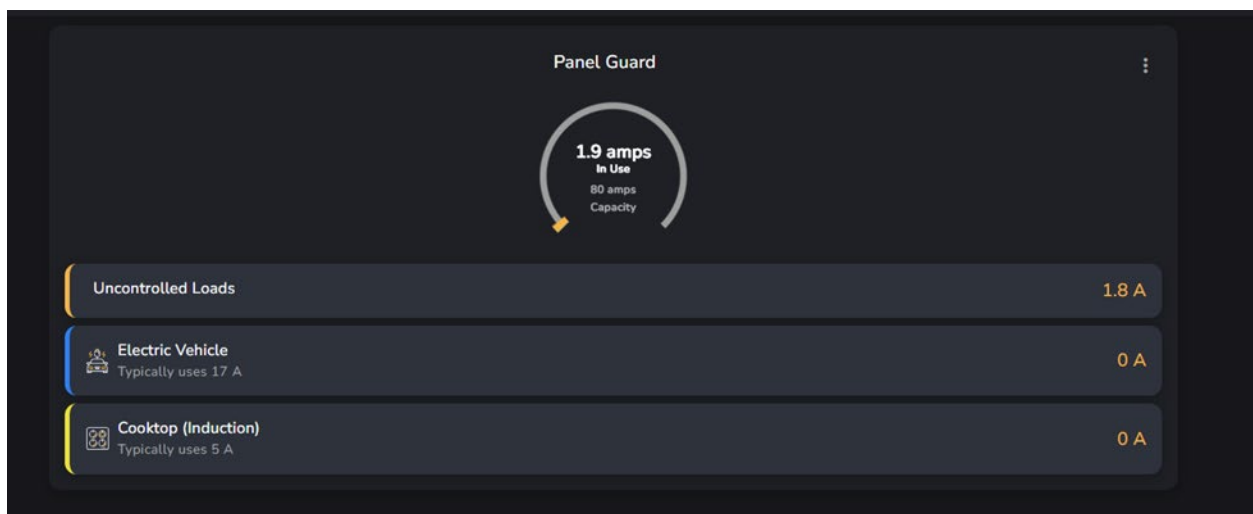 Panel Guard
1.9 amps
In Use
80 amps
Capacity
Uncontrolled Loads
1.8 A
Electric Vehicle
Typically uses 17 A
0 A
Cooktop (Induction)
Typically uses 5 A
0 A